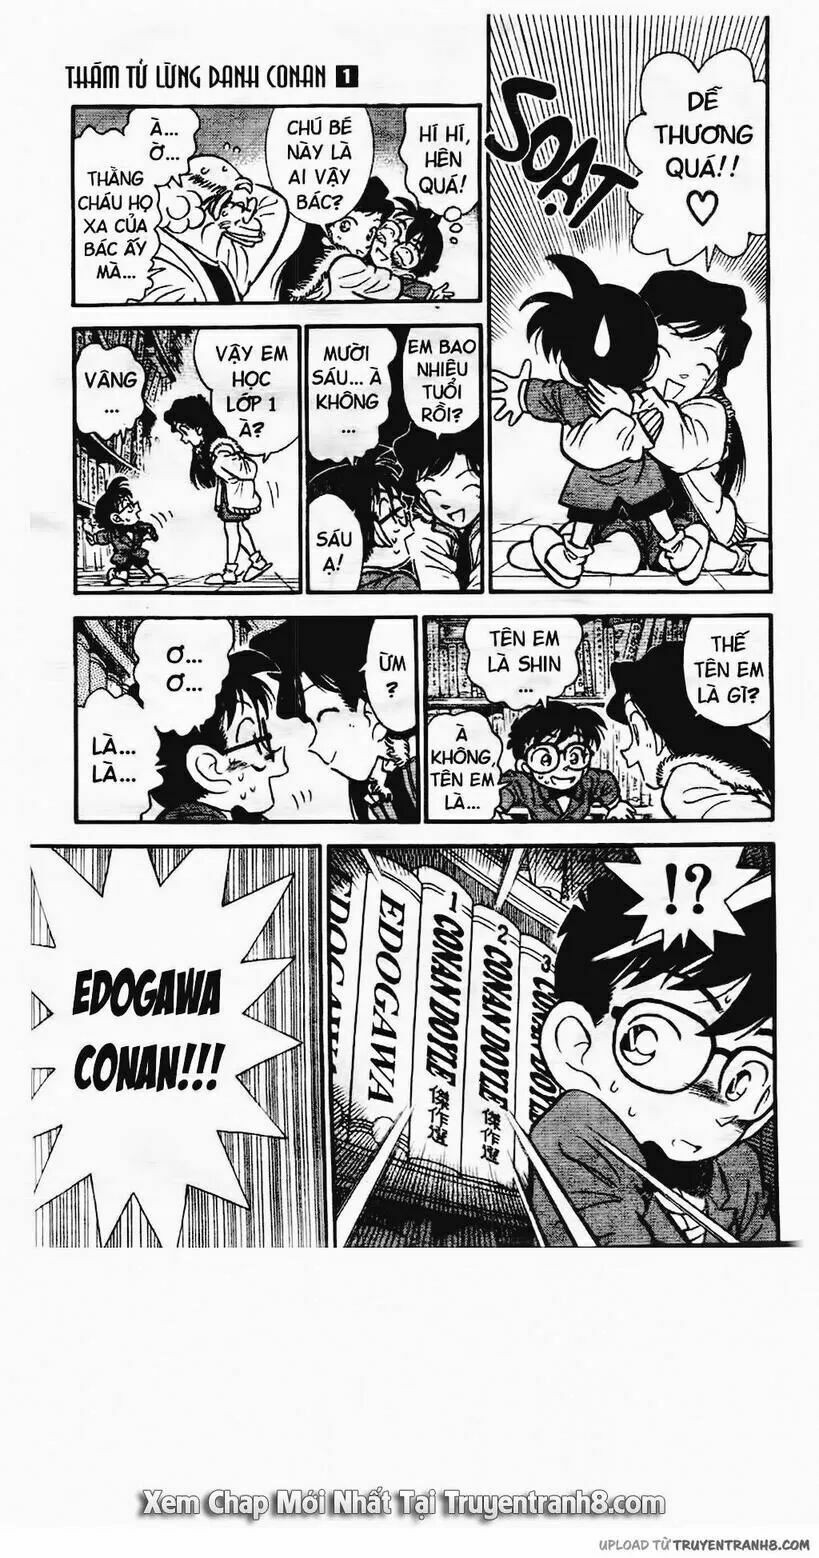 THÁM TỬ LỪNG DANH CONAN 1
DỄ
THƯƠNG
QUÁ!!
♡
SOẠT
HÍ HÍ,
HÊN
QUÁ!
CHÚ BÉ
NÀY LÀ
AI VẬY
BÁC?
À...
Ờ...
THẰNG
CHÁU HỌ
XA CỦA
BÁC ẤY
MÀ...
EM BAO
NHIÊU
TUỔI
RỒI?
MƯỜI
SÁU... À
KHÔNG
...
SÁU
Ạ!
VẬY EM
HỌC
LỚP 1
À?
VÂNG
...
THẾ
TÊN EM
LÀ GÌ?
TÊN EM
LÀ SHIN
...
À
KHÔNG,
TÊN EM
LÀ...
ỪM
?
Ơ...
Ơ...
LÀ...
LÀ...
!?
EDOGAWA
EDOGAWA
1 CONAN DOYLE 傑作選
2 CONAN DOYLE 傑作選
3 CONAN DOYLE
EDOGAWA
CONAN!!!
Xem Chap Mới Nhất Tại Truyentranh8.com
UPLOAD TỪ TRUYENTRANH8.COM